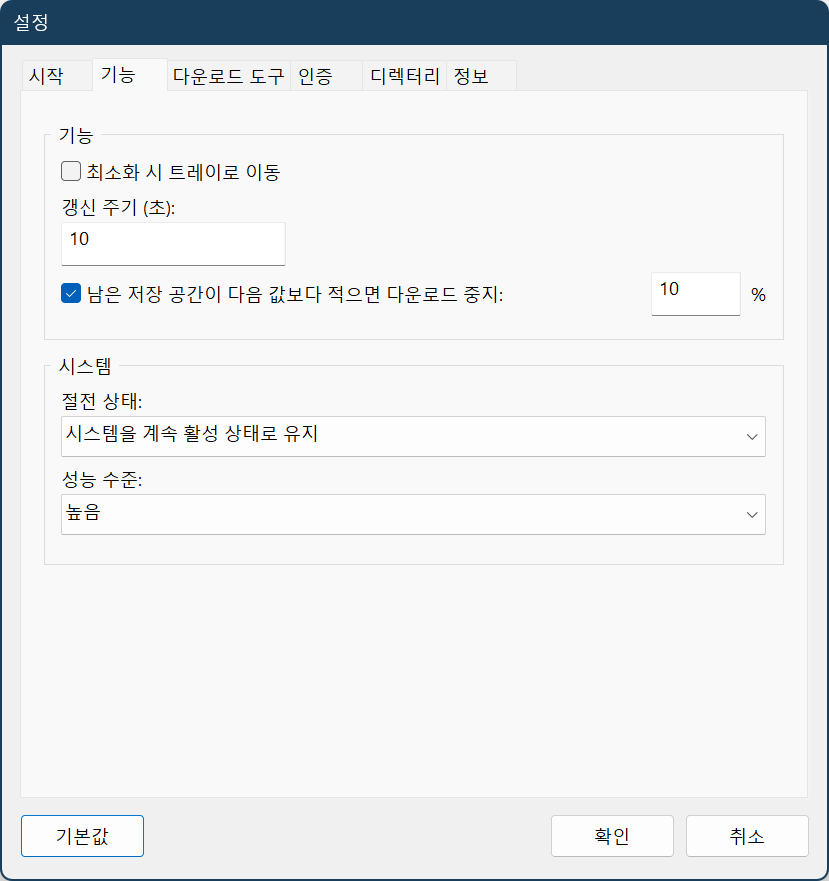 설정
시작 기능 다운로드 도구 인증 디렉터리 정보
기능
최소화 시 트레이로 이동
갱신 주기 (초):
10
남은 저장 공간이 다음 값보다 적으면 다운로드 중지: 10 %
시스템
절전 상태:
시스템을 계속 활성 상태로 유지
성능 수준:
높음
기본값 확인 취소